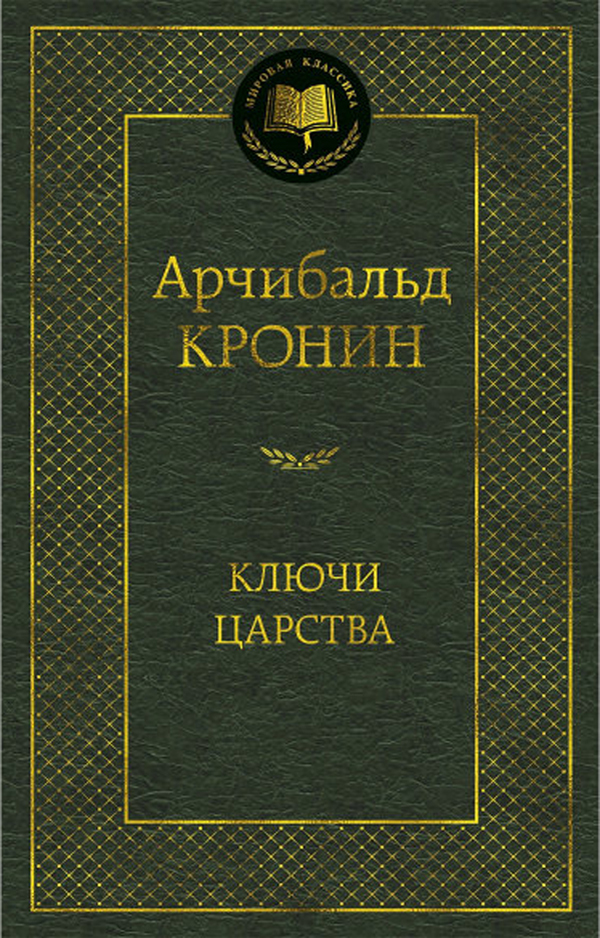 МИРОВАЯ КЛАССИКА
Арчибальд
КРОНИН
КЛЮЧИ
ЦАРСТВА